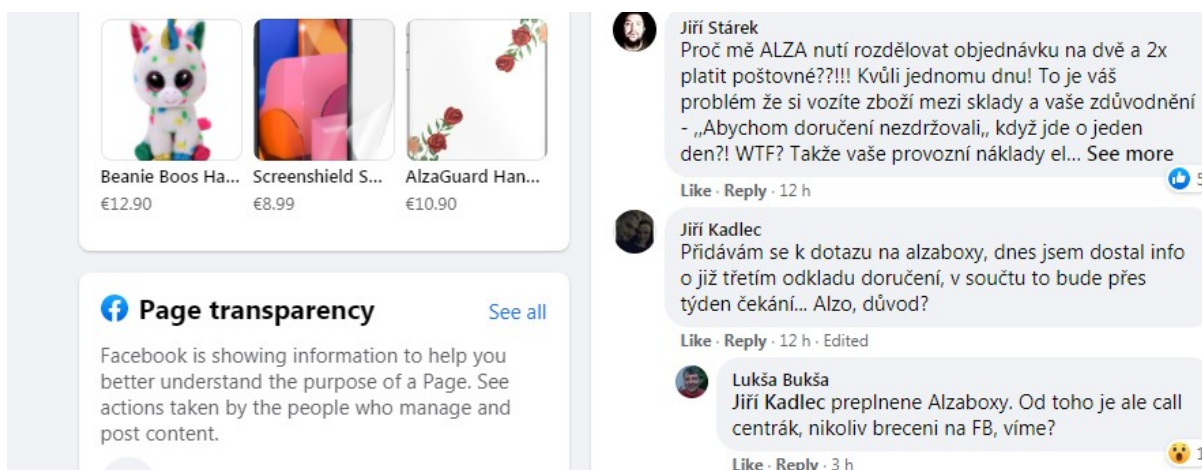 Beanie Boos Ha... Screenshield S... AlzaGuard Han...
€12.90 €8.99 €10.90
Page transparency See all
Facebook is showing information to help you
better understand the purpose of a Page. See
actions taken by the people who manage and
post content.
Jiří Stárek
Proč mě ALZA nutí rozdělovat objednávku na dvě a 2x
platit poštovné??!!! Kvůli jednomu dnu! To je váš
problém že si vozíte zboží mezi sklady a vaše zdůvodnění
- ,,Abychom doručení nezdržovali,, když jde o jeden
den?! WTF? Takže vaše provozní náklady el... See more
Like · Reply · 12 h
5
Jiří Kadlec
Přidávám se k dotazu na alzaboxy, dnes jsem dostal info
o již třetím odkladu doručení, v součtu to bude přes
týden čekání... Alzo, důvod?
Like · Reply · 12 h · Edited
Lukša Bukša
Jiří Kadlec preplnene Alzaboxy. Od toho je ale call
centrák, nikoliv breceni na FB, víme?
Like · Reply · 3 h
1